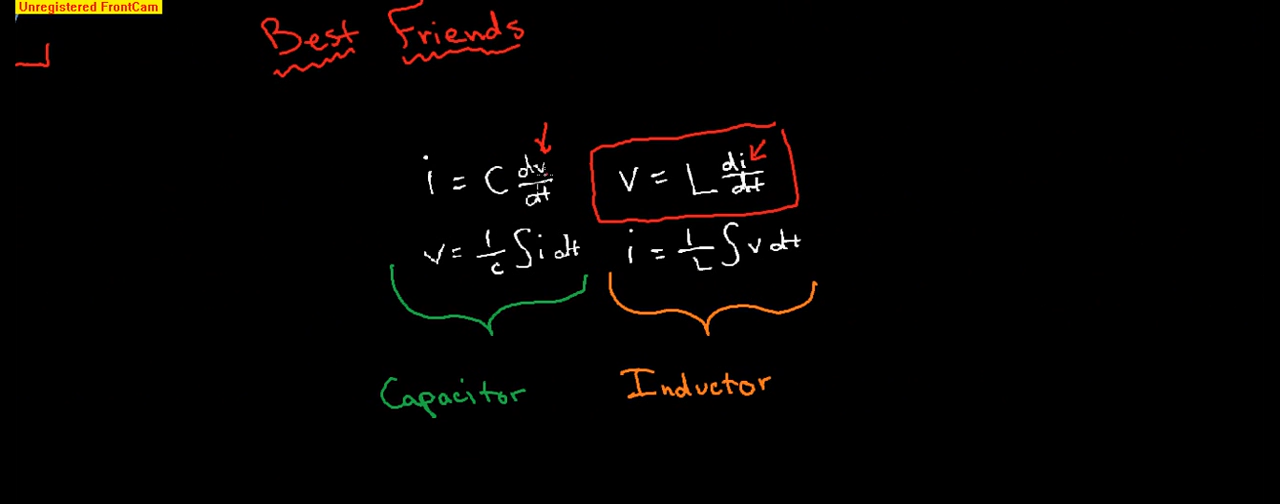 Unregistered FrontCam
Best Friends
i = C dv/dt
v = L di/dt
v = 1/c ∫ i dt
i = 1/L ∫ v dt
Capacitor
Inductor